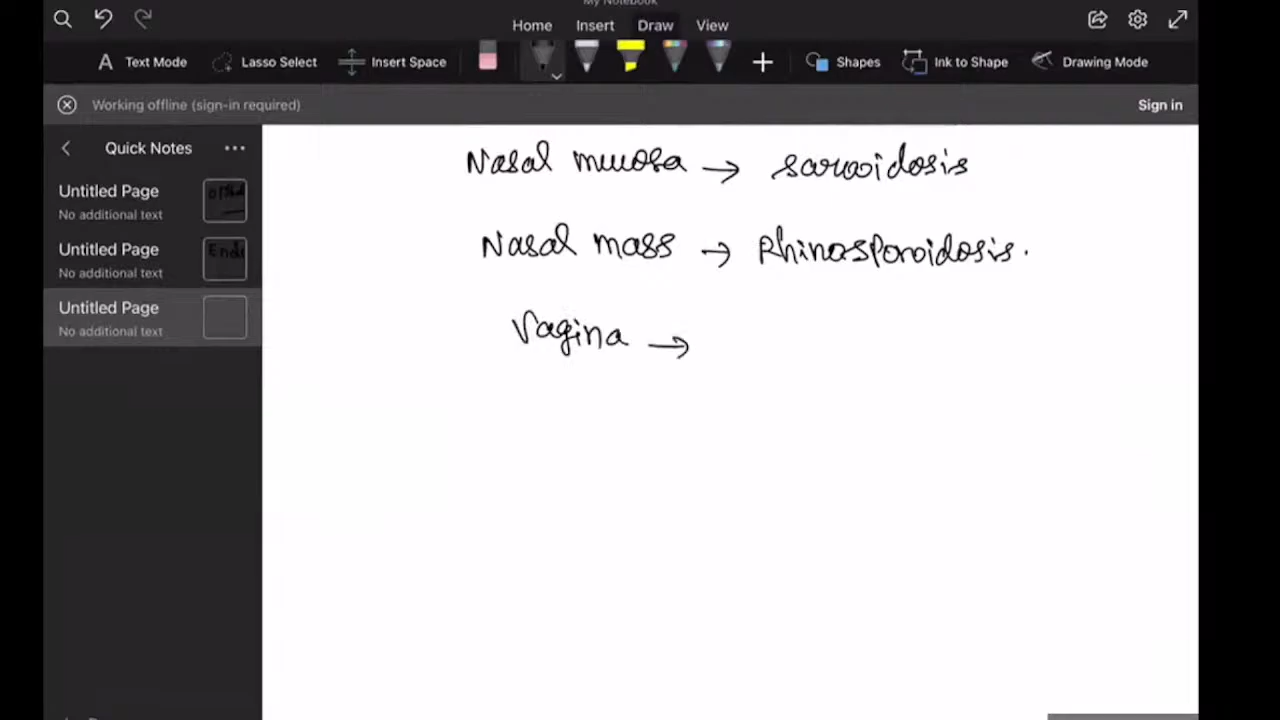 My Notebook
Home Insert Draw View
Text Mode Lasso Select Insert Space Shapes Ink to Shape Drawing Mode
Working offline (sign-in required) Sign in
Quick Notes
Untitled Page
No additional text
Untitled Page
No additional text
Untitled Page
No additional text
Nasal mucosa → sarcoidosis
Nasal mass → Rhinosporoidosis.
Vagina →